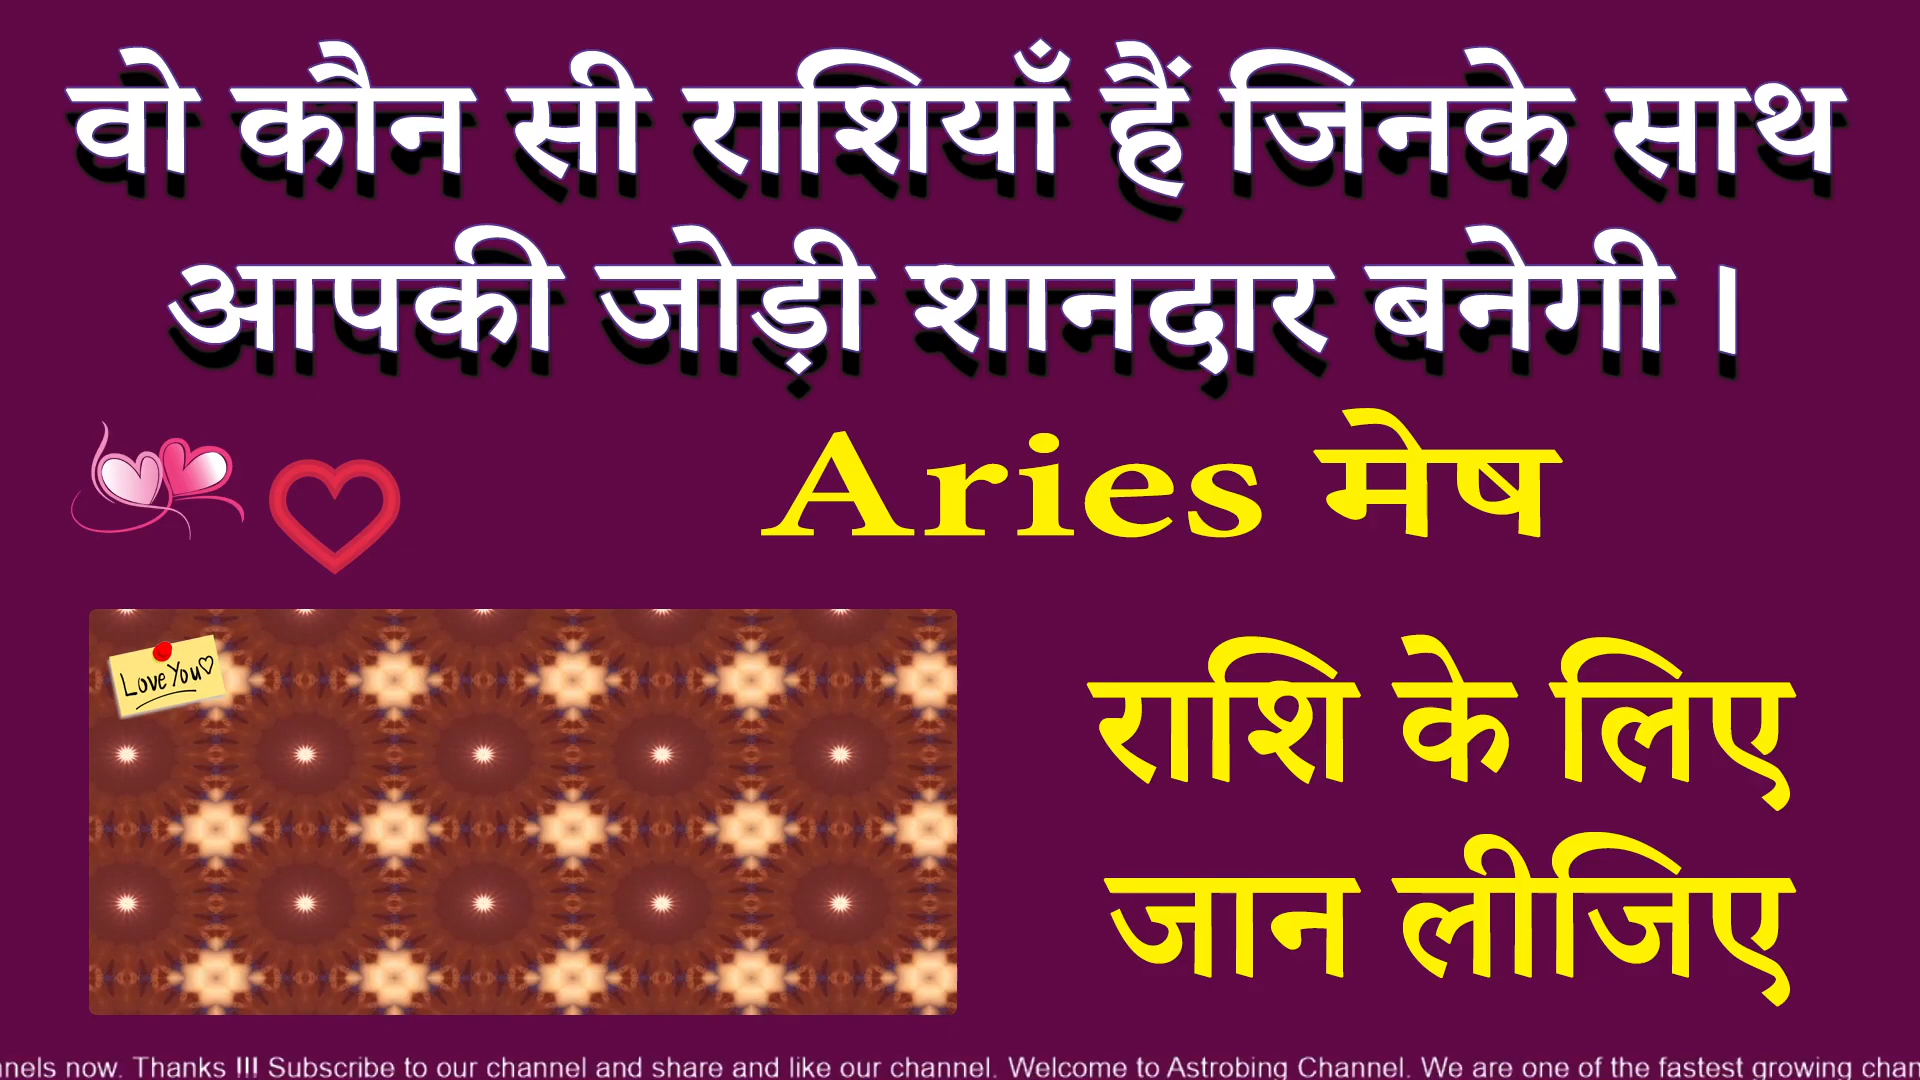 वो कौन सी राशियाँ हैं जिनके साथ
आपकी जोड़ी शानदार बनेगी ।
Aries मेष
Love You♡
राशि के लिए
जान लीजिए
nnels now. Thanks !!! Subscribe to our channel and share and like our channel. Welcome to Astrobing Channel. We are one of the fastest growing chan